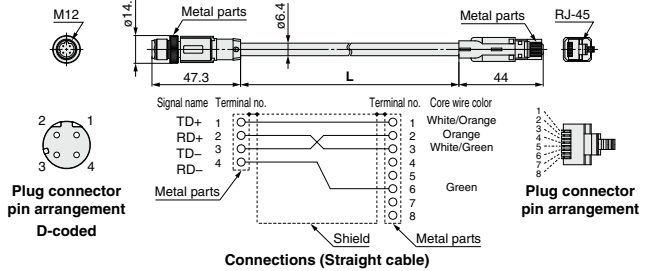 M12
ø14.
Metal parts
ø6.4
Metal parts
RJ-45
47.3
L
44
Signal name Terminal no.
Terminal no. Core wire color
TD+ 1
RD+ 2
TD− 3
RD− 4
1 White/Orange
2 Orange
3 White/Green
4
5
6 Green
7
8
Metal parts
Shield
Metal parts
Connections (Straight cable)
2 1
3 4
Plug connector
pin arrangement
D-coded
1
2
3
4
5
6
7
8
Plug connector
pin arrangement